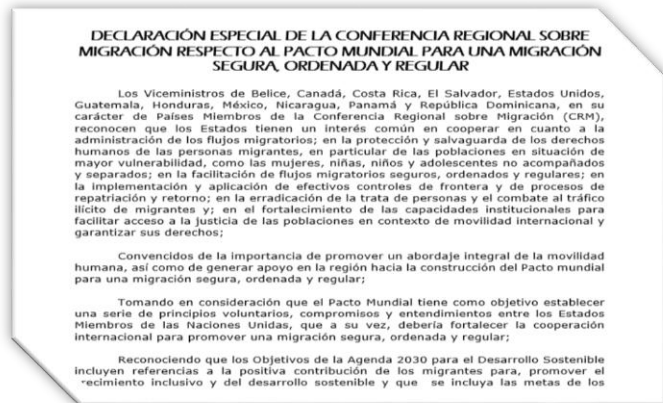 DECLARACIÓN ESPECIAL DE LA CONFERENCIA REGIONAL SOBRE
MIGRACIÓN RESPECTO AL PACTO MUNDIAL PARA UNA MIGRACIÓN
SEGURA, ORDENADA Y REGULAR
Los Viceministros de Belice, Canadá, Costa Rica, El Salvador, Estados Unidos,
Guatemala, Honduras, México, Nicaragua, Panamá y República Dominicana, en su
carácter de Países Miembros de la Conferencia Regional sobre Migración (CRM),
reconocen que los Estados tienen un interés común en cooperar en cuanto a la
administración de los flujos migratorios; en la protección y salvaguarda de los derechos
humanos de las personas migrantes, en particular de las poblaciones en situación de
mayor vulnerabilidad, como las mujeres, niñas, niños y adolescentes no acompañados
y separados; en la facilitación de flujos migratorios seguros, ordenados y regulares; en
la implementación y aplicación de efectivos controles de frontera y de procesos de
repatriación y retorno; en la erradicación de la trata de personas y el combate al tráfico
ilícito de migrantes y; en el fortalecimiento de las capacidades institucionales para
facilitar acceso a la justicia de las poblaciones en contexto de movilidad internacional y
garantizar sus derechos;
Convencidos de la importancia de promover un abordaje integral de la movilidad
humana, así como de generar apoyo en la región hacia la construcción del Pacto mundial
para una migración segura, ordenada y regular;
Tomando en consideración que el Pacto Mundial tiene como objetivo establecer
una serie de principios voluntarios, compromisos y entendimientos entre los Estados
Miembros de las Naciones Unidas, que a su vez, debería fortalecer la cooperación
internacional para promover una migración segura, ordenada y regular;
Reconociendo que los Objetivos de la Agenda 2030 para el Desarrollo Sostenible
incluyen referencias a la positiva contribución de los migrantes para, promover el
recimiento inclusivo y del desarrollo sostenible y que se incluya las metas de los